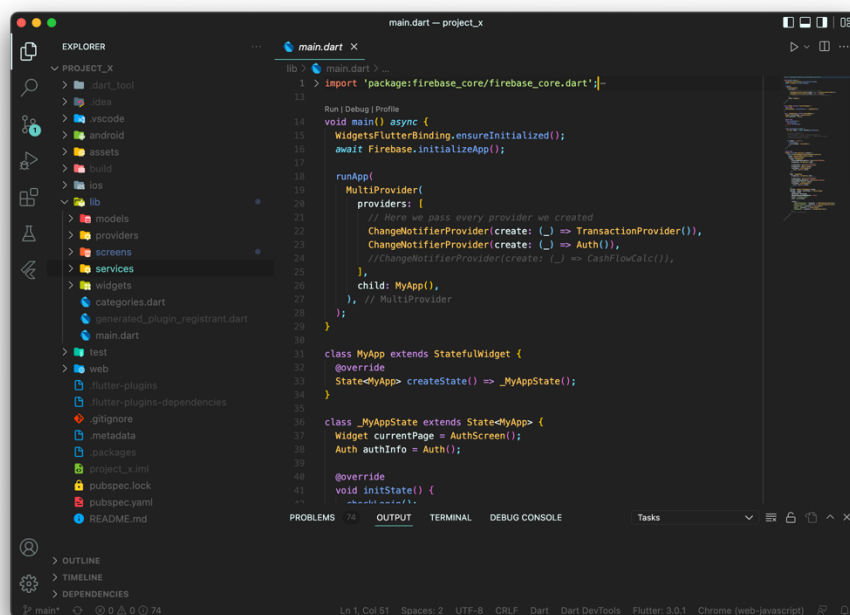 main.dart — project_x
EXPLORER
main.dart
PROJECT_X
lib > main.dart > ...
.dart_tool
.idea
.vscode
android
assets
build
ios
lib
models
providers
screens
services
widgets
categories.dart
generated_plugin_registrant.dart
main.dart
test
web
.flutter-plugins
.flutter-plugins-dependencies
.gitignore
.metadata
.packages
project_x.iml
pubspec.lock
pubspec.yaml
README.md
OUTLINE
TIMELINE
DEPENDENCIES
1
1 import 'package:firebase_core/firebase_core.dart';
13
Run | Debug | Profile
14 void main() async {
15 WidgetsFlutterBinding.ensureInitialized();
16 await Firebase.initializeApp();
17
18 runApp(
19 MultiProvider(
20 providers: [
21 // Here we pass every provider we created
22 ChangeNotifierProvider(create: (_) => TransactionProvider()),
23 ChangeNotifierProvider(create: (_) => Auth()),
24 //ChangeNotifierProvider(create: (_) => CashFlowCalc()),
25 ],
26 child: MyApp(),
27 ), // MultiProvider
28 );
29 }
30
31 class MyApp extends StatefulWidget {
32 @override
33 State<MyApp> createState() => _MyAppState();
34 }
35
36 class _MyAppState extends State<MyApp> {
37 Widget currentPage = AuthScreen();
38 Auth authInfo = Auth();
39
40 @override
41 void initState() {
PROBLEMS 74 OUTPUT TERMINAL DEBUG CONSOLE Tasks
main* 0 0 74 Ln 1, Col 51 Spaces: 2 UTF-8 CRLF Dart Dart DevTools Flutter: 3.0.1 Chrome (web-javascript)